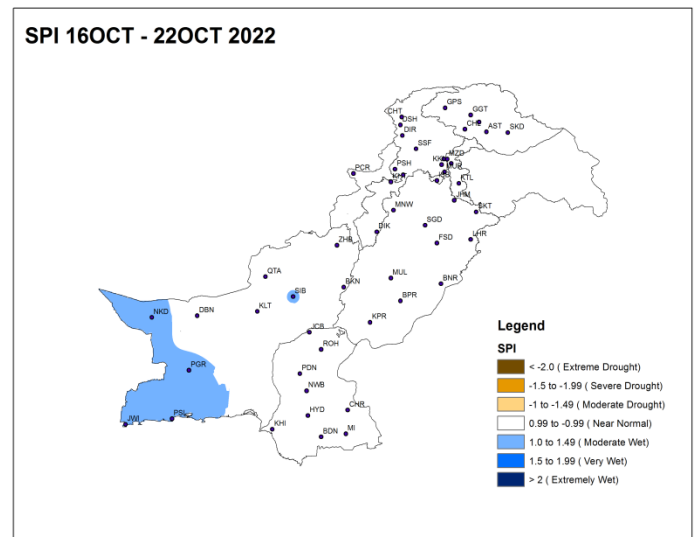 SPI 16OCT - 22OCT 2022
GPS
GGT
CHT
DSH
CHL
AST
SKD
DIR
SSF
MZD
PSH
PCR
KTL
JHM
SKT
MNW
SGD
DIK
LHR
FSD
ZHB
QTA
MUL
BKN
BNR
SIB
BPR
NKD
DBN
KLT
KPR
JCB
ROH
PGR
PDN
NWB
CHR
HYD
JWI
PSL
KHI
BDN
MI
Legend
SPI
< -2.0 ( Extreme Drought)
-1.5 to -1.99 ( Severe Drought)
-1 to -1.49 ( Moderate Drought)
0.99 to -0.99 ( Near Normal)
1.0 to 1.49 ( Moderate Wet)
1.5 to 1.99 ( Very Wet)
> 2 ( Extremely Wet)